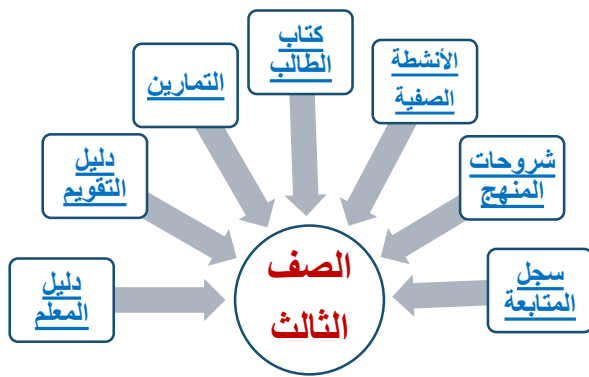 كتاب
الطالب
الأنشطة
الصفية
التمارين
شروحات
المنهج
دليل
التقويم
سجل
المتابعة
دليل
المعلم
الصف
الثالث